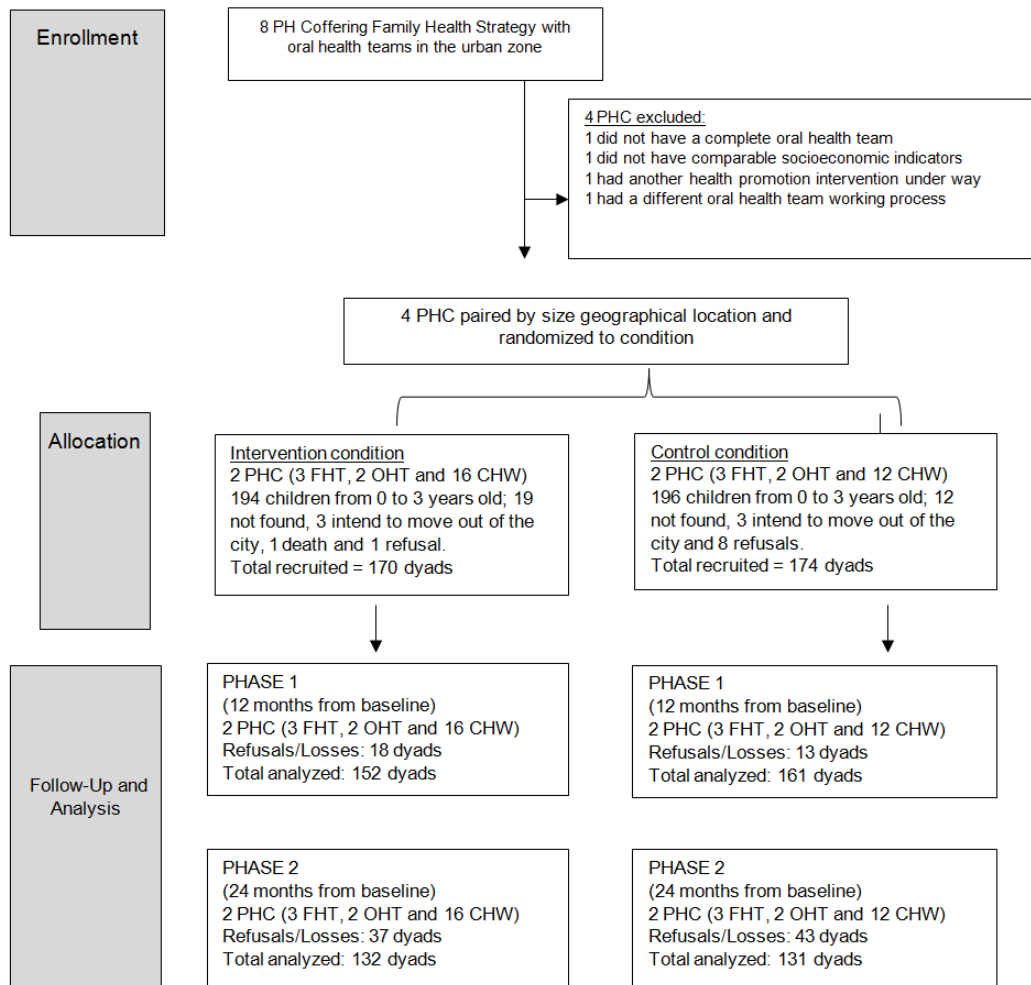 Enrollment
8 PH Coffering Family Health Strategy with
oral health teams in the urban zone
4 PHC excluded:
1 did not have a complete oral health team
1 did not have comparable socioeconomic indicators
1 had another health promotion intervention under way
1 had a different oral health team working process
4 PHC paired by size geographical location and
randomized to condition
Allocation
Intervention condition
2 PHC (3 FHT, 2 OHT and 16 CHW)
194 children from 0 to 3 years old; 19
not found, 3 intend to move out of the
city, 1 death and 1 refusal.
Total recruited = 170 dyads
Control condition
2 PHC (3 FHT, 2 OHT and 12 CHW)
196 children from 0 to 3 years old; 12
not found, 3 intend to move out of the
city and 8 refusals.
Total recruited = 174 dyads
Follow-Up and
Analysis
PHASE 1
(12 months from baseline)
2 PHC (3 FHT, 2 OHT and 16 CHW)
Refusals/Losses: 18 dyads
Total analyzed: 152 dyads
PHASE 1
(12 months from baseline)
2 PHC (3 FHT, 2 OHT and 12 CHW)
Refusals/Losses: 13 dyads
Total analyzed: 161 dyads
PHASE 2
(24 months from baseline)
2 PHC (3 FHT, 2 OHT and 16 CHW)
Refusals/Losses: 37 dyads
Total analyzed: 132 dyads
PHASE 2
(24 months from baseline)
2 PHC (3 FHT, 2 OHT and 12 CHW)
Refusals/Losses: 43 dyads
Total analyzed: 131 dyads